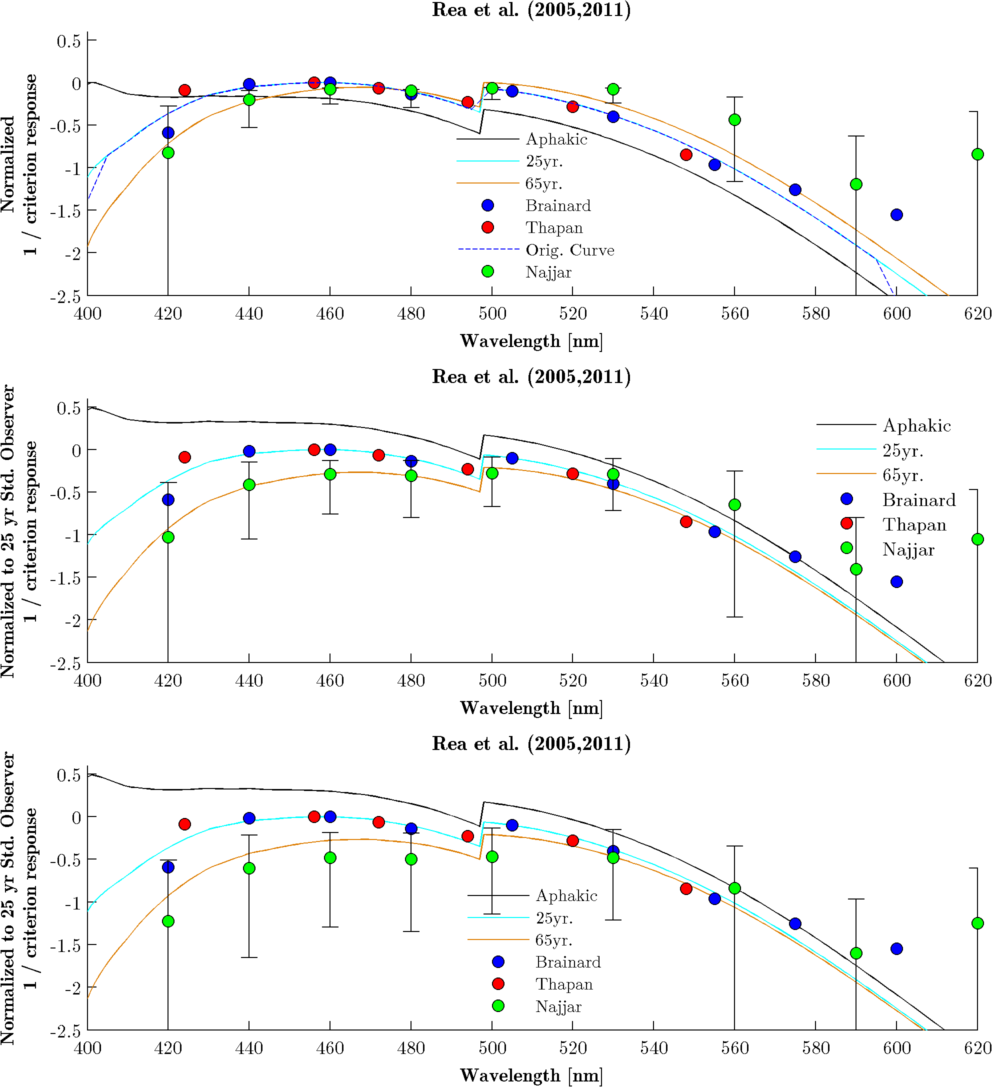 Rea et al. (2005,2011)
Normalized
1 / criterion response
0.5
0
-0.5
-1
-1.5
-2
-2.5
Aphakic
25yr.
65yr.
Brainard
Thapan
Orig. Curve
Najjar
400 420 440 460 480 500 520 540 560 580 600 620
Wavelength [nm]
Rea et al. (2005,2011)
Normalized to 25 yr Std. Observer
1 / criterion response
0.5
0
-0.5
-1
-1.5
-2
-2.5
Aphakic
25yr.
65yr.
Brainard
Thapan
Najjar
400 420 440 460 480 500 520 540 560 580 600 620
Wavelength [nm]
Rea et al. (2005,2011)
Normalized to 25 yr Std. Observer
1 / criterion response
0.5
0
-0.5
-1
-1.5
-2
-2.5
Aphakic
25yr.
65yr.
Brainard
Thapan
Najjar
400 420 440 460 480 500 520 540 560 580 600 620
Wavelength [nm]